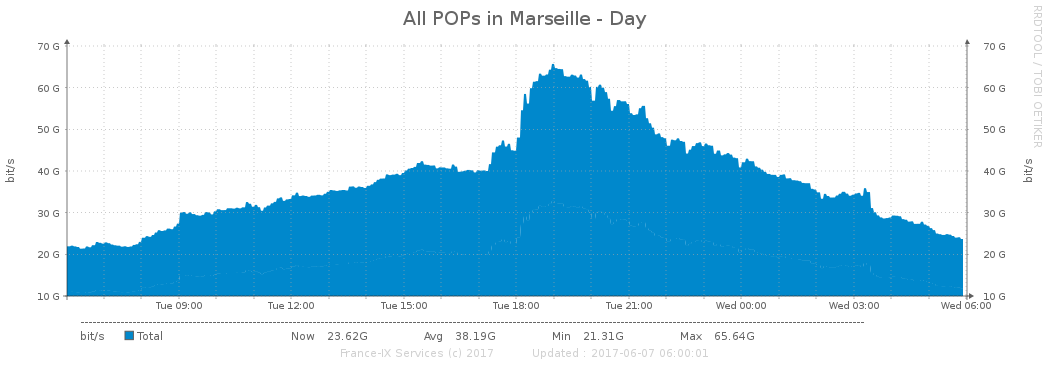 All POPs in Marseille - Day
RRDTOOL / TOBI OETIKER
70 G 70 G
60 G 60 G
50 G 50 G
40 G 40 G
30 G 30 G
20 G 20 G
10 G 10 G
bit/s
bit/s
Tue 09:00 Tue 12:00 Tue 15:00 Tue 18:00 Tue 21:00 Wed 00:00 Wed 03:00 Wed 06:00
bit/s Total Now 23.62G Avg 38.19G Min 21.31G Max 65.64G
France-IX Services (c) 2017 Updated : 2017-06-07 06:00:01